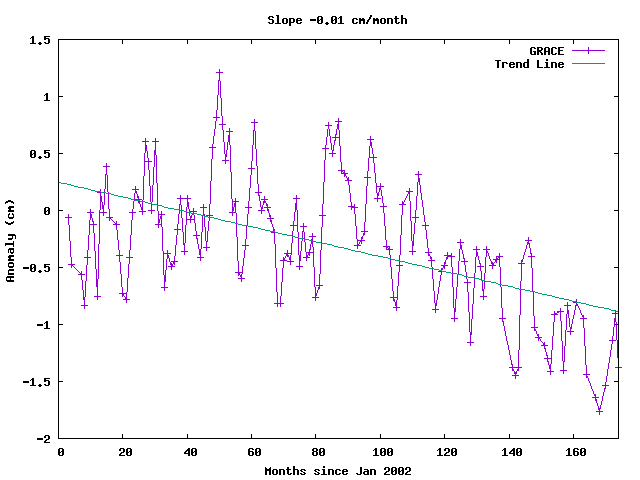 Slope -0.01 cm/month
GRACE
Trend Line
1.5
1
0.5
0
-0.5
-1
-1.5
-2
Anomaly (cm)
0 20 40 60 80 100 120 140 160
Months since Jan 2002